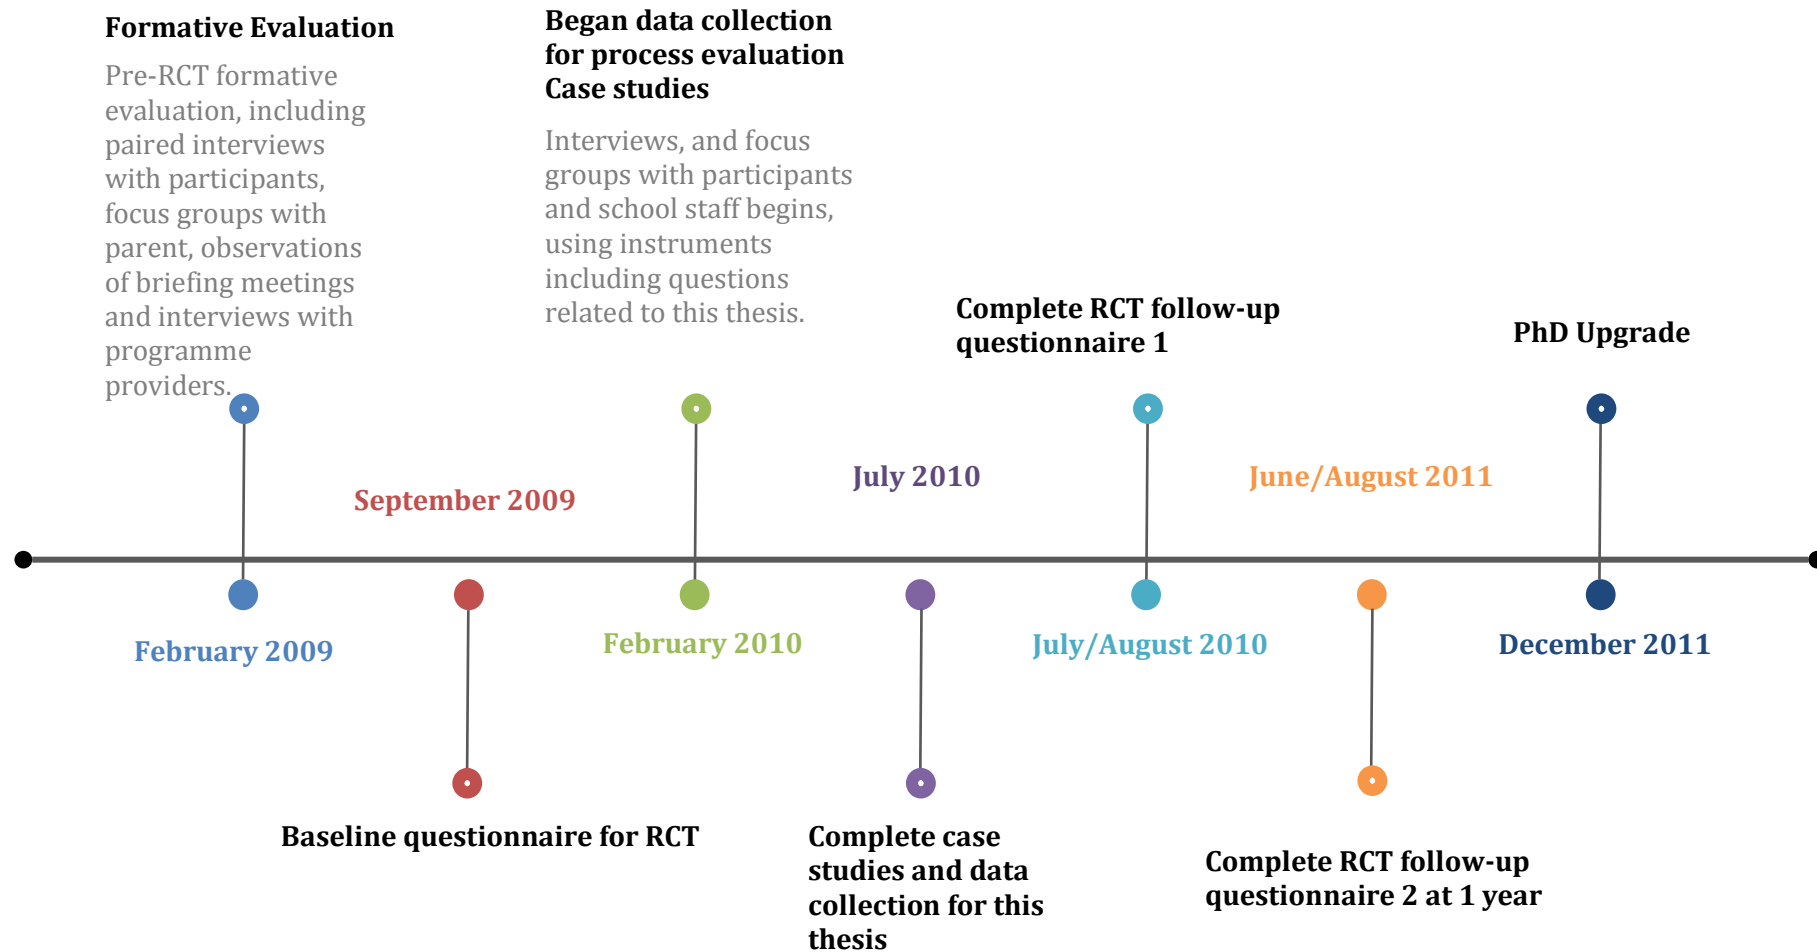 Formative Evaluation
Pre-RCT formative
evaluation, including
paired interviews
with participants,
focus groups with
parent, observations
of briefing meetings
and interviews with
programme
providers.
Began data collection
for process evaluation
Case studies
Interviews, and focus
groups with participants
and school staff begins,
using instruments
including questions
related to this thesis.
Complete RCT follow-up
questionnaire 1
PhD Upgrade
September 2009
July 2010
June/August 2011
February 2009
February 2010
July/August 2010
December 2011
Baseline questionnaire for RCT
Complete case
studies and data
collection for this
thesis
Complete RCT follow-up
questionnaire 2 at 1 year